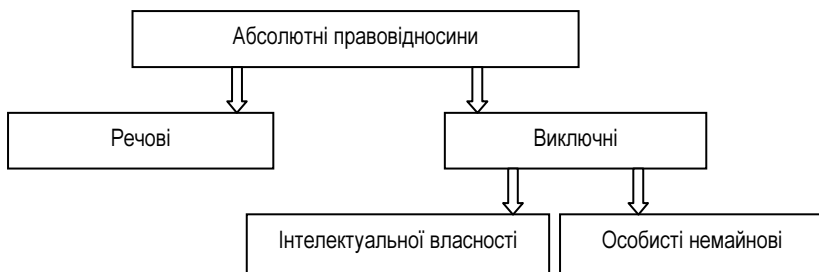 Абсолютні правовідносини
Речові
Виключні
Інтелектуальної власності
Особисті немайнові